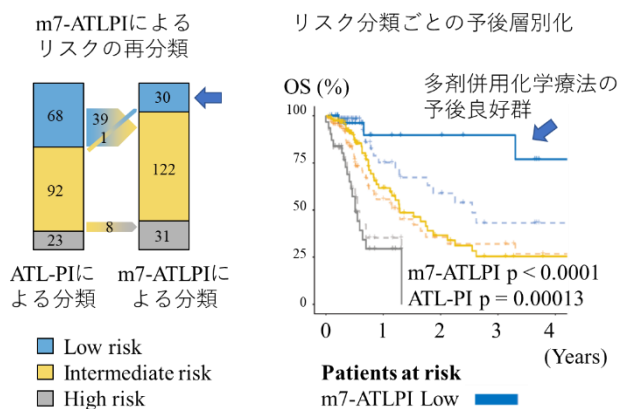 m7-ATLPIによる
リスクの再分類
68
92
23
39
1
8
30
122
31
ATL-PIに
よる分類
m7-ATLPIに
よる分類
Low risk
Intermediate risk
High risk
リスク分類ごとの予後層別化
OS (%)
多剤併用化学療法の
予後良好群
100
75
50
25
0
m7-ATLPI p < 0.0001
ATL-PI p = 0.00013
0 1 2 3 4
(Years)
Patients at risk
m7-ATLPI Low